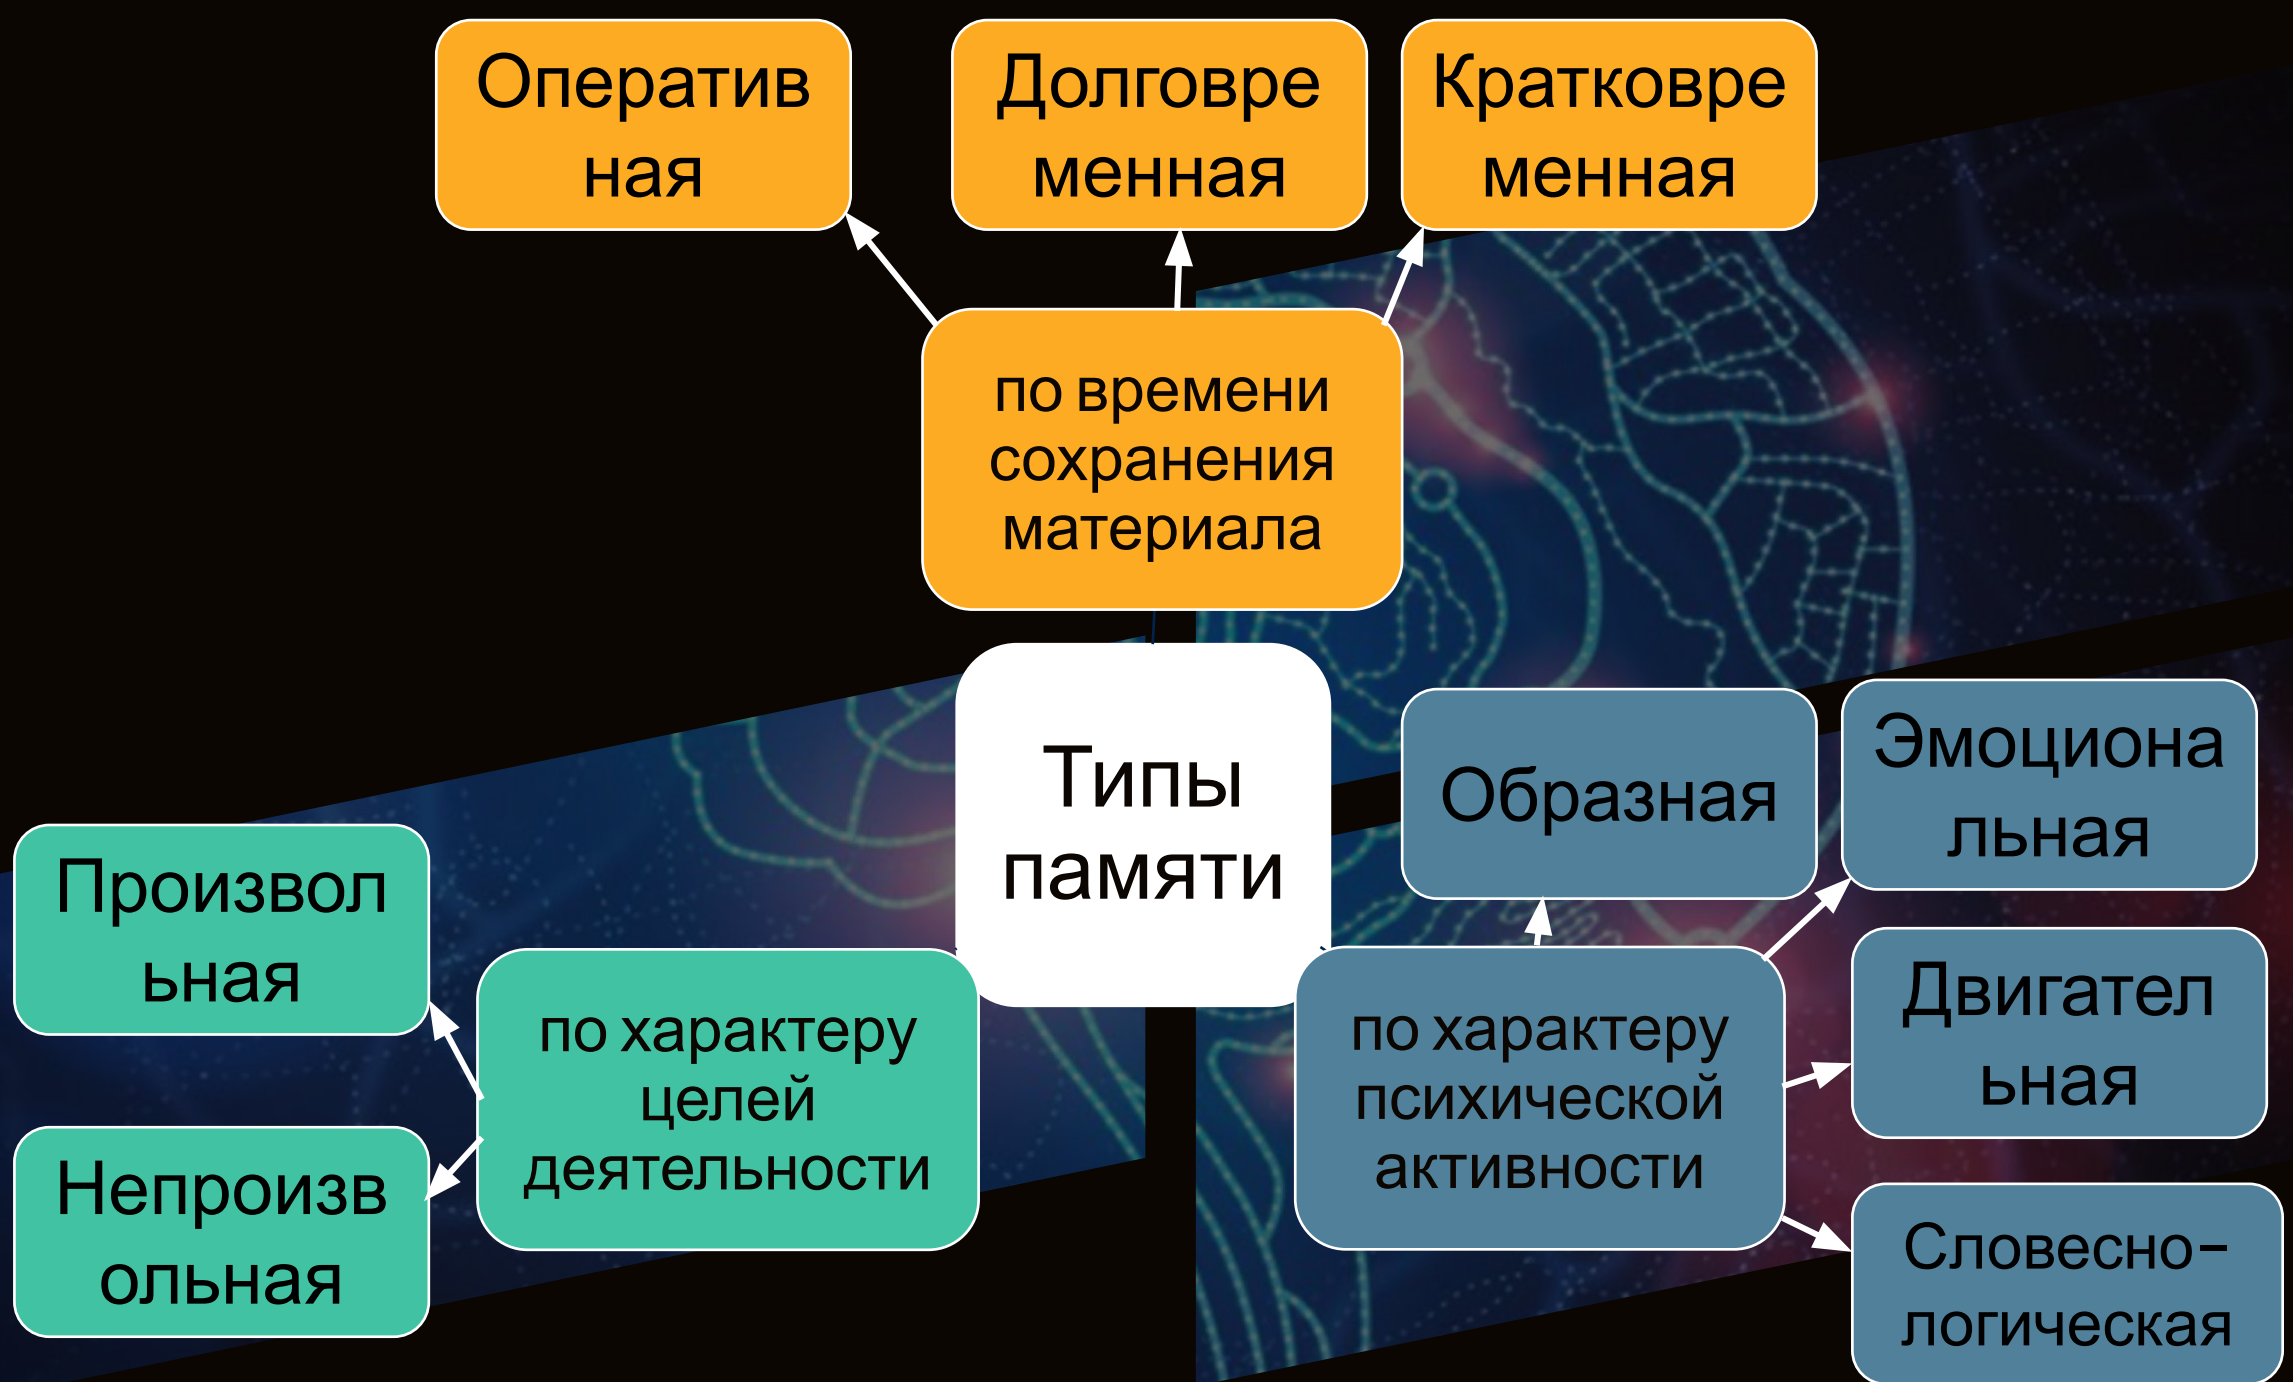 Оператив
ная
Долговре
менная
Кратковре
менная
по времени
сохранения
материала
Типы
памяти
Произвол
ьная
Непроизв
ольная
по характеру
целей
деятельности
Образная
Эмоциона
льная
по характеру
психической
активности
Двигател
ьная
Словесно–
логическая